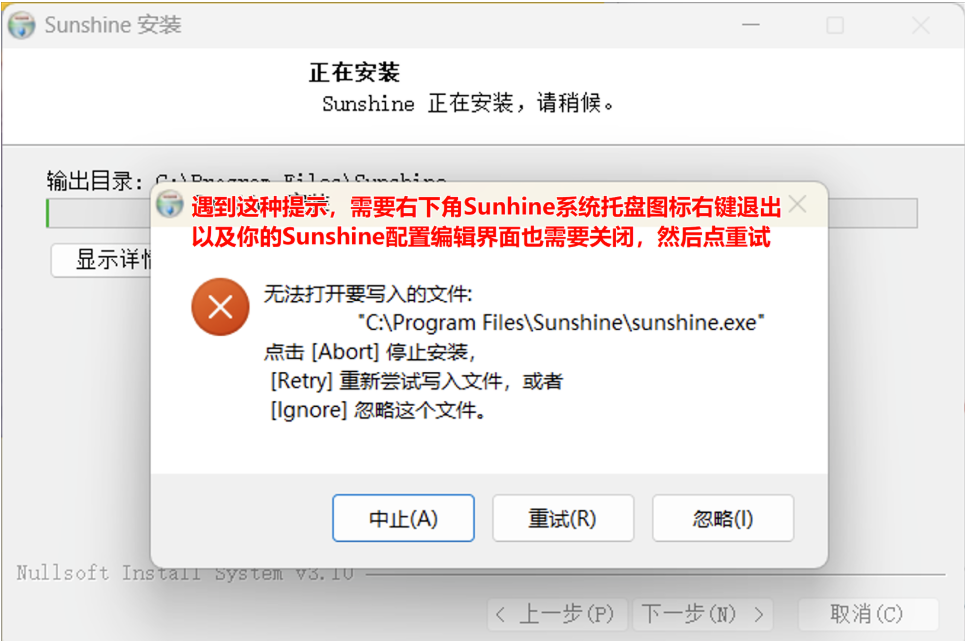 Sunshine 安装
正在安装
Sunshine 正在安装，请稍候。
输出目录: C:\Program Files\Sunshine
遇到这种提示，需要右下角Sunhine系统托盘图标右键退出
以及你的Sunshine配置编辑界面也需要关闭，然后点重试
显示详情
无法打开要写入的文件:
"C:\Program Files\Sunshine\sunshine.exe"
点击 [Abort] 停止安装，
[Retry] 重新尝试写入文件，或者
[Ignore] 忽略这个文件。
中止(A) 重试(R) 忽略(I)
Nullsoft Install System v3.10
< 上一步(P) 下一步(N) > 取消(C)